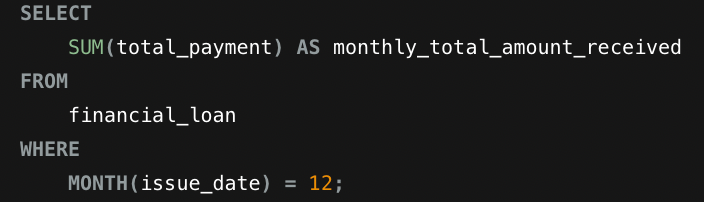 SELECT
SUM(total_payment) AS monthly_total_amount_received
FROM
financial_loan
WHERE
MONTH(issue_date) = 12;